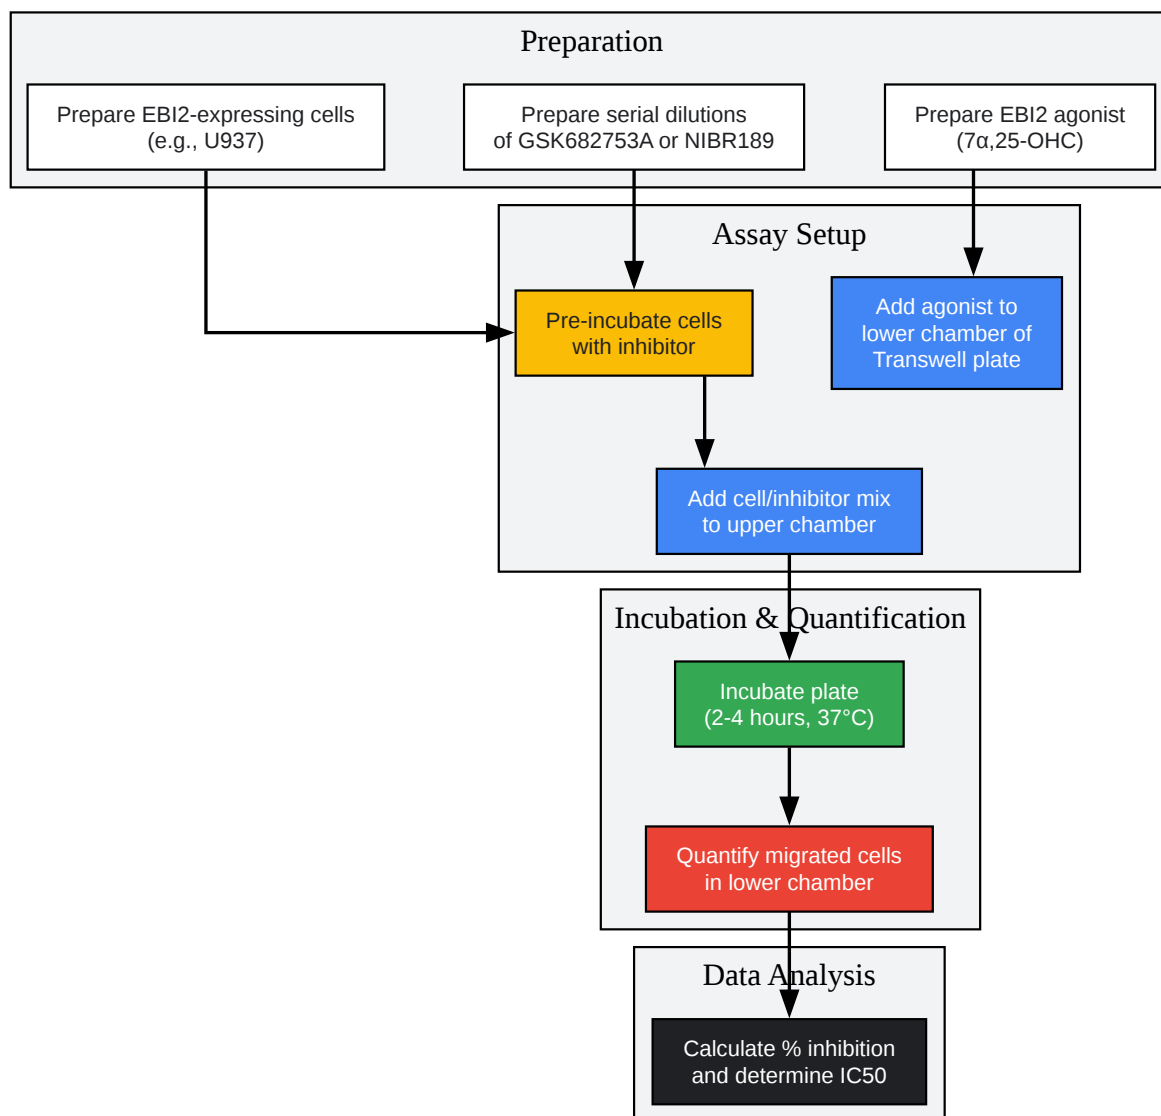 Preparation
Prepare EBI2-expressing cells
(e.g., U937)
Prepare serial dilutions
of GSK682753A or NIBR189
Prepare EBI2 agonist
(7α,25-OHC)
Assay Setup
Pre-incubate cells
with inhibitor
Add agonist to
lower chamber of
Transwell plate
Add cell/inhibitor mix
to upper chamber
Incubation & Quantification
Incubate plate
(2-4 hours, 37°C)
Quantify migrated cells
in lower chamber
Data Analysis
Calculate % inhibition
and determine IC50